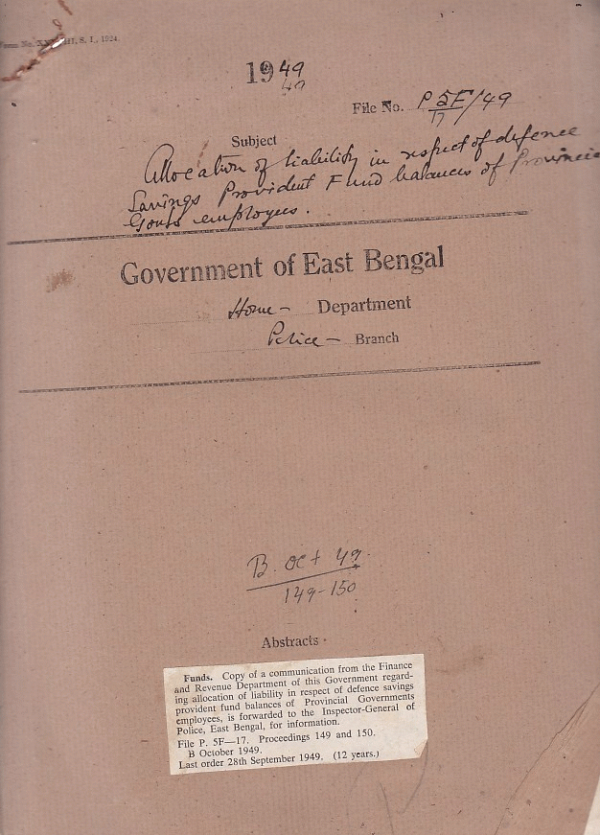 1949
49
File No. P 5F/49
17
Subject
Allocation of liability in respect of defence
Savings Provident Fund balances of Provincial
Govts employees.
Government of East Bengal
Home - Department
Police - Branch
B. Oct 49.
149-150
Abstracts.
Funds. Copy of a communication from the Finance
and Revenue Department of this Government regard-
ing allocation of liability in respect of defence savings
provident fund balances of Provincial Governments
employees, is forwarded to the Inspector-General of
Police, East Bengal, for information.
File P. 5F—17. Proceedings 149 and 150.
B October 1949.
Last order 28th September 1949. (12 years.)